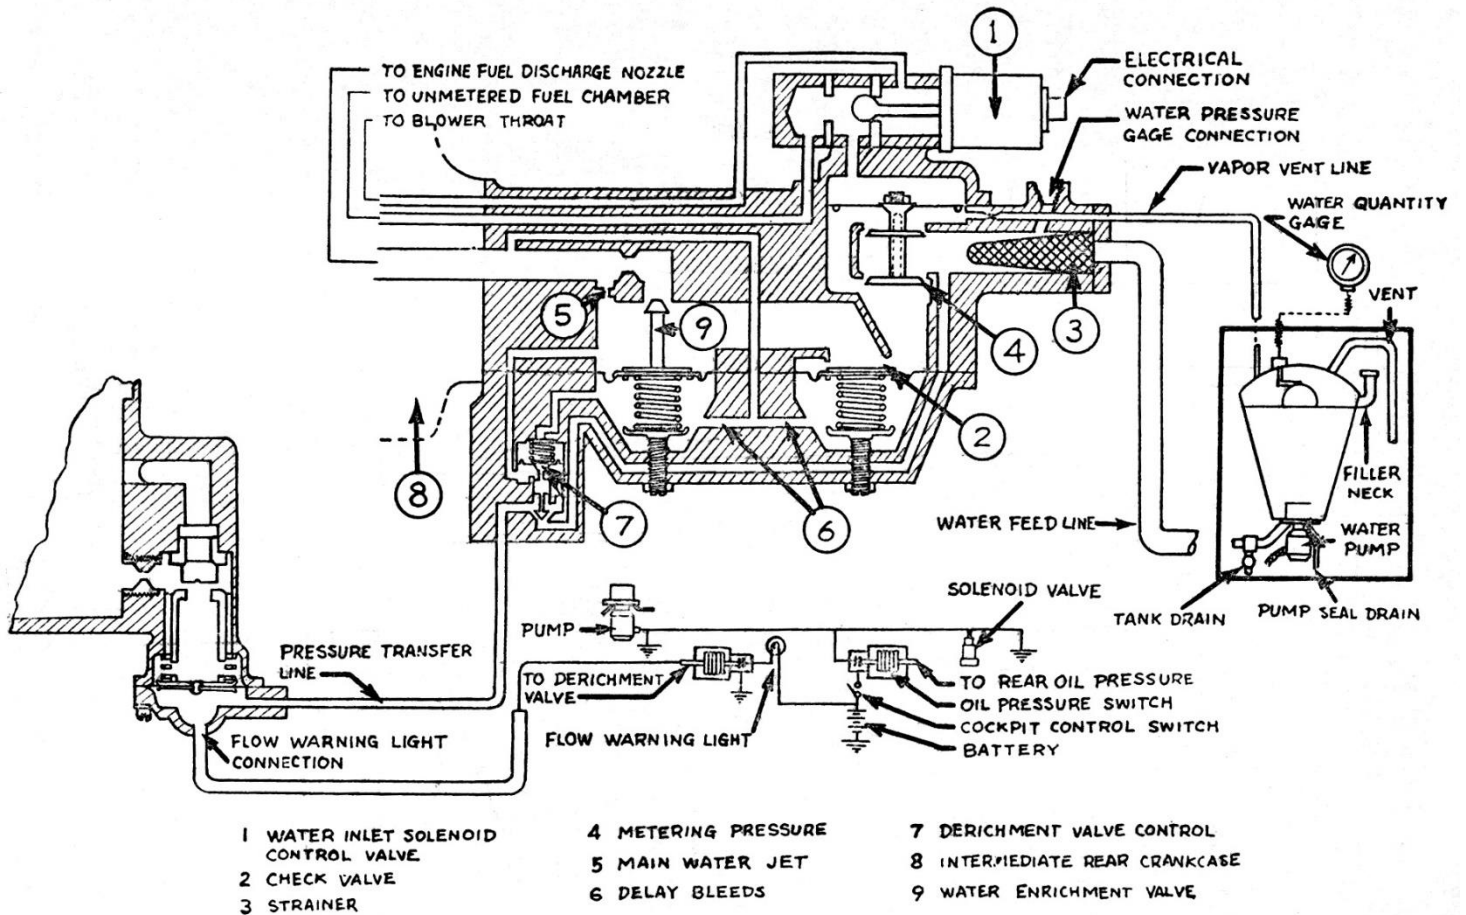 1
ELECTRICAL
CONNECTION
TO ENGINE FUEL DISCHARGE NOZZLE
TO UNMETERED FUEL CHAMBER
TO BLOWER THROAT
WATER PRESSURE
GAGE CONNECTION
VAPOR VENT LINE
WATER QUANTITY
GAGE
VENT
5
9
4
3
2
8
7
6
FILLER
NECK
WATER FEED LINE
WATER
PUMP
TANK DRAIN
PUMP SEAL DRAIN
SOLENOID VALVE
PUMP
PRESSURE TRANSFER
LINE
TO DERICHMENT
VALVE
TO REAR OIL PRESSURE
OIL PRESSURE SWITCH
COCKPIT CONTROL SWITCH
BATTERY
FLOW WARNING LIGHT
FLOW WARNING LIGHT
CONNECTION
1 WATER INLET SOLENOID
CONTROL VALVE
2 CHECK VALVE
3 STRAINER
4 METERING PRESSURE
5 MAIN WATER JET
6 DELAY BLEEDS
7 DERICHMENT VALVE CONTROL
8 INTERMEDIATE REAR CRANKCASE
9 WATER ENRICHMENT VALVE